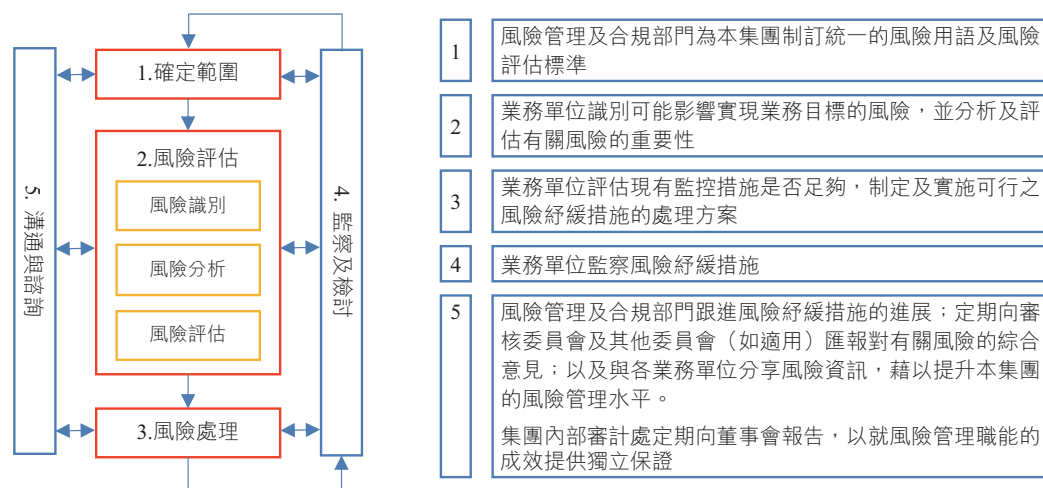 1.確定範圍
2.風險評估
風險識別
風險分析
風險評估
3.風險處理
4. 監察及檢討
5. 溝通與諮詢
1
風險管理及合規部門為本集團制訂統一的風險用語及風險
評估標準
2
業務單位識別可能影響實現業務目標的風險，並分析及評
估有關風險的重要性
3
業務單位評估現有監控措施是否足夠，制定及實施可行之
風險紓緩措施的處理方案
4
業務單位監察風險紓緩措施
5
風險管理及合規部門跟進風險紓緩措施的進展；定期向審
核委員會及其他委員會（如適用）匯報對有關風險的綜合
意見；以及與各業務單位分享風險資訊，藉以提升本集團
的風險管理水平。
集團內部審計處定期向董事會報告，以就風險管理職能的
成效提供獨立保證